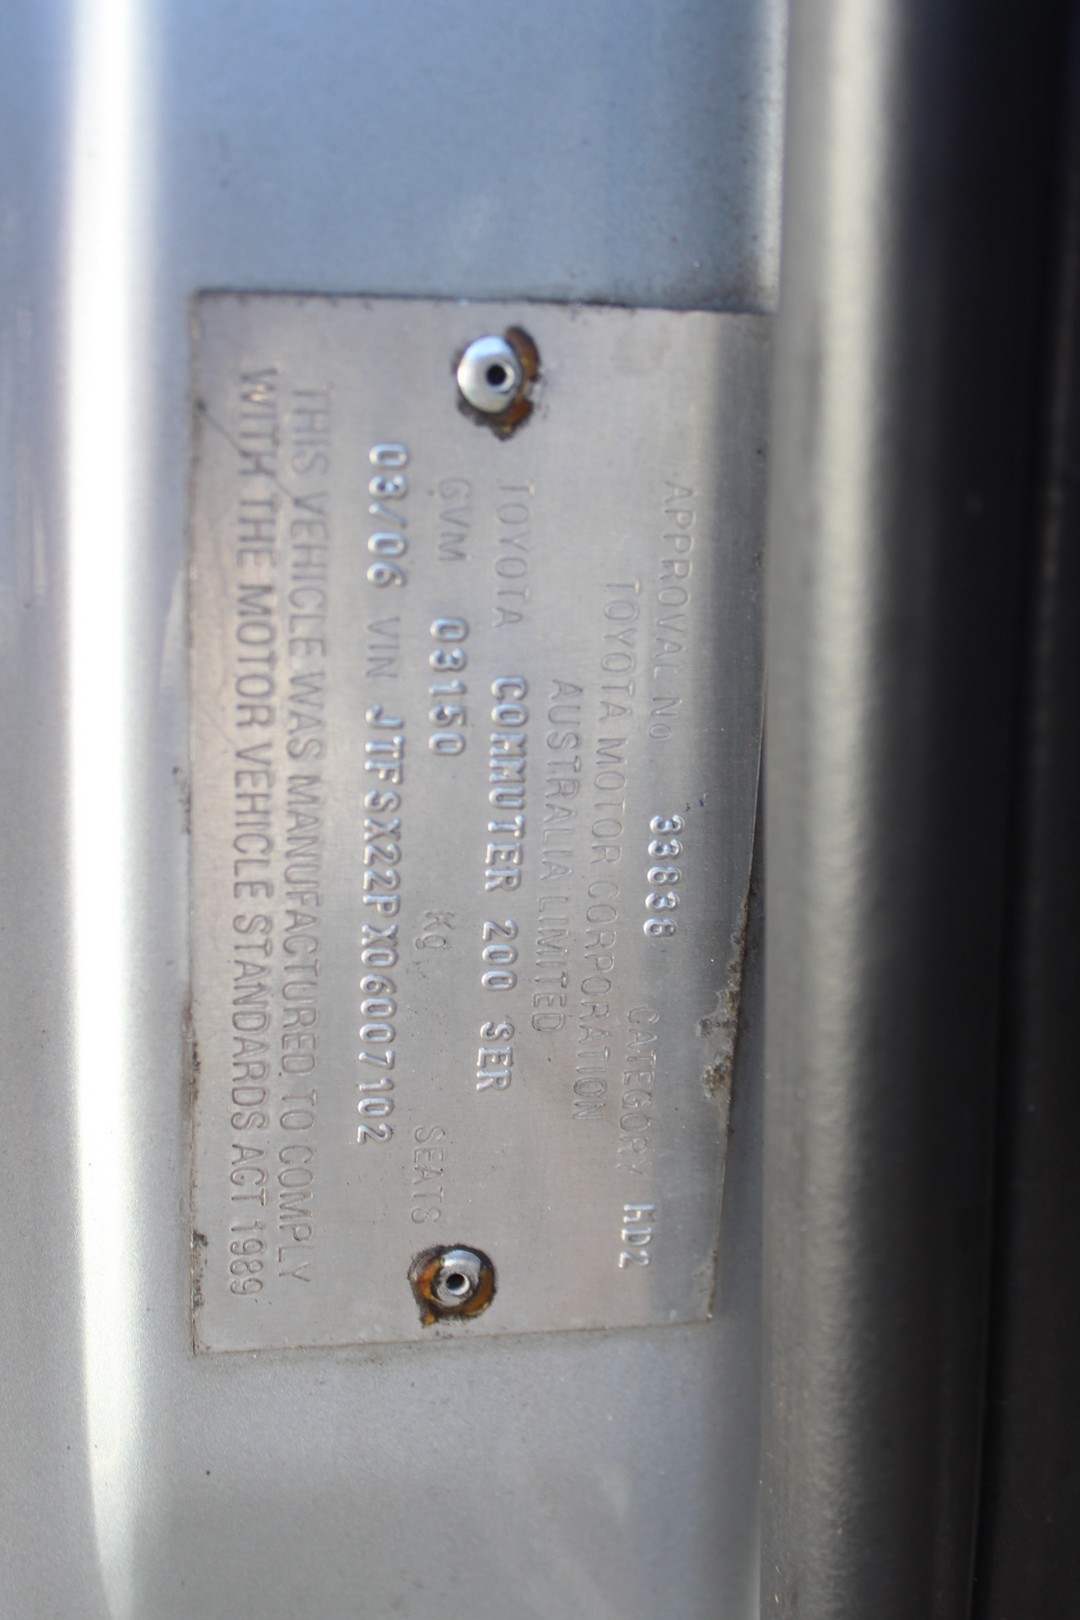 APPROVAL No 33838 CATEGORY MD2
TOYOTA MOTOR CORPORATION
AUSTRALIA LIMITED
TOYOTA COMMUTER 200 SER
GVM 03150 Kg. SEATS
03/06 VIN JTFSX22PX06007102
THIS VEHICLE WAS MANUFACTURED TO COMPLY
WITH THE MOTOR VEHICLE STANDARDS ACT 1989